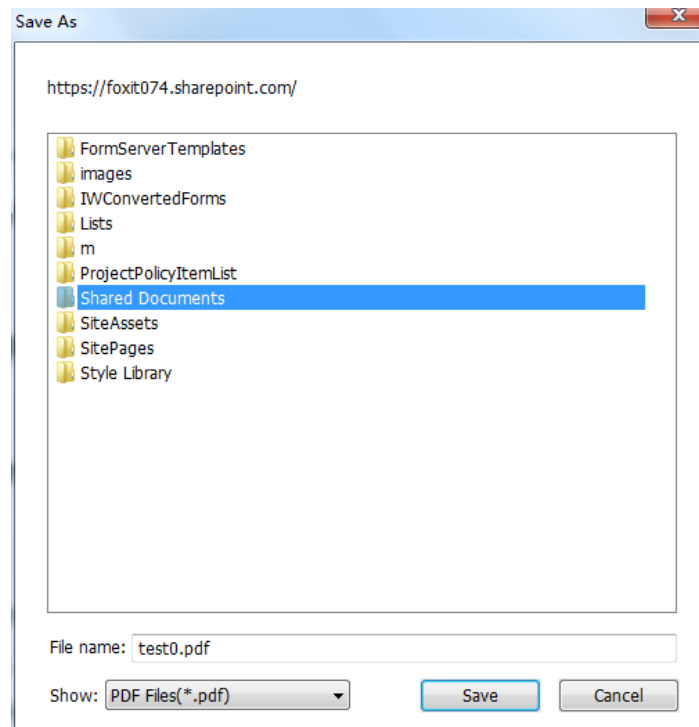 Save As
https://foxit074.sharepoint.com/
FormServerTemplates
images
IWConvertedForms
Lists
m
ProjectPolicyItemList
Shared Documents
SiteAssets
SitePages
Style Library
File name: test0.pdf
Show: PDF Files(*.pdf) Save Cancel